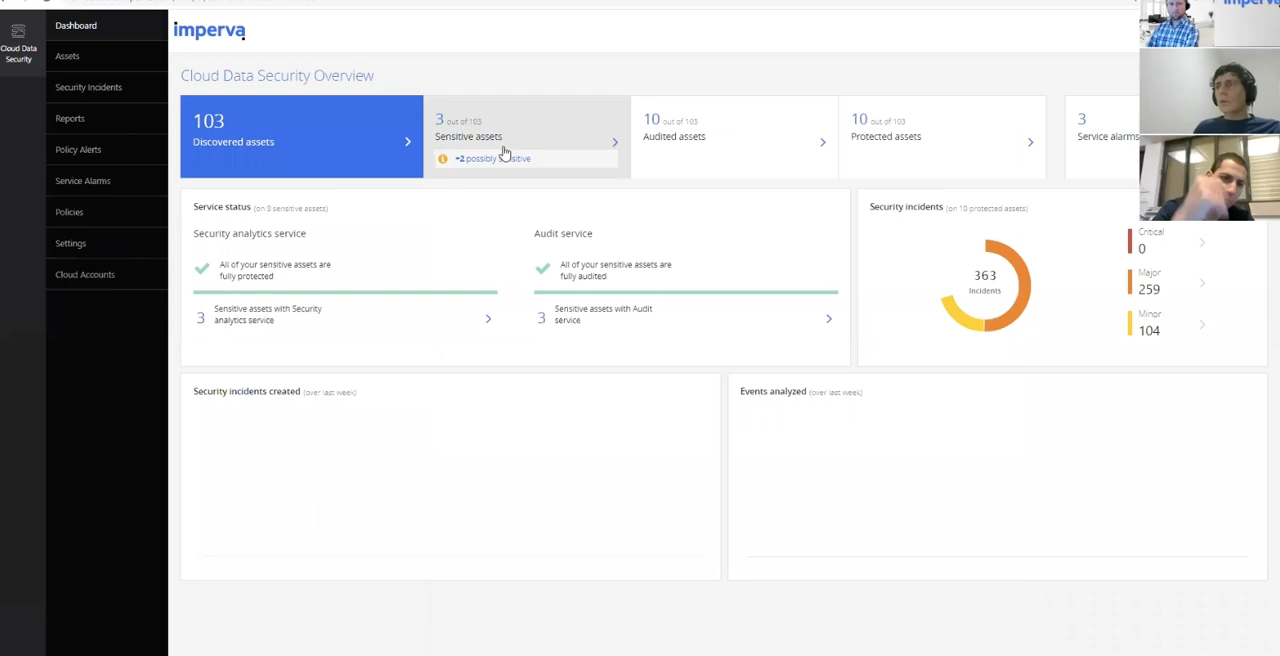 Cloud Data
Security
Dashboard
Assets
Security Incidents
Reports
Policy Alerts
Service Alarms
Policies
Settings
Cloud Accounts
imperva
imperva
Cloud Data Security Overview
103
Discovered assets
3 out of 103
Sensitive assets
+2 possibly
10 out of 103
Audited assets
10 out of 103
Protected assets
3
Service alarms
Service status (on 3 sensitive assets)
Security analytics service
All of your sensitive assets are
fully protected
3 Sensitive assets with Security
analytics service
Audit service
All of your sensitive assets are
fully audited
3 Sensitive assets with Audit
service
Security incidents (on 10 protected assets)
363
Incidents
Critical
0
Major
259
Minor
104
Security incidents created (over last week)
Events analyzed (over last week)